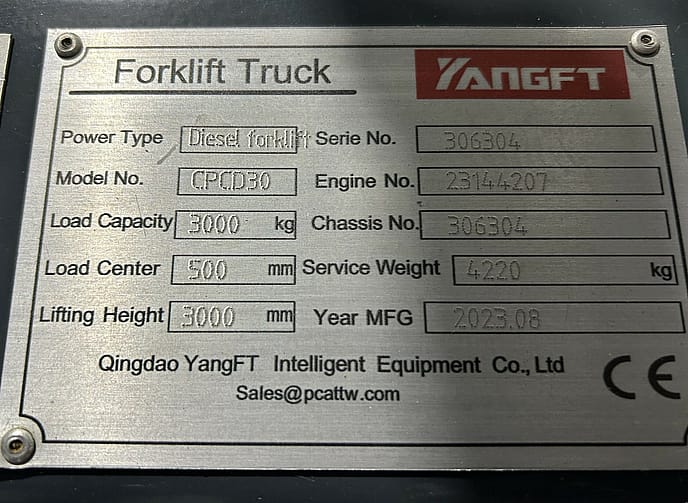 Forklift Truck YANGFT
Power Type Diesel forklift Serie No. 306304
Model No. CPCD30 Engine No. 23144207
Load Capacity 3000 kg Chassis No. 306304
Load Center 500 mm Service Weight 4220 kg
Lifting Height 3000 mm Year MFG 2023.08
Qingdao YangFT Intelligent Equipment Co., Ltd CE
Sales@pcattw.com